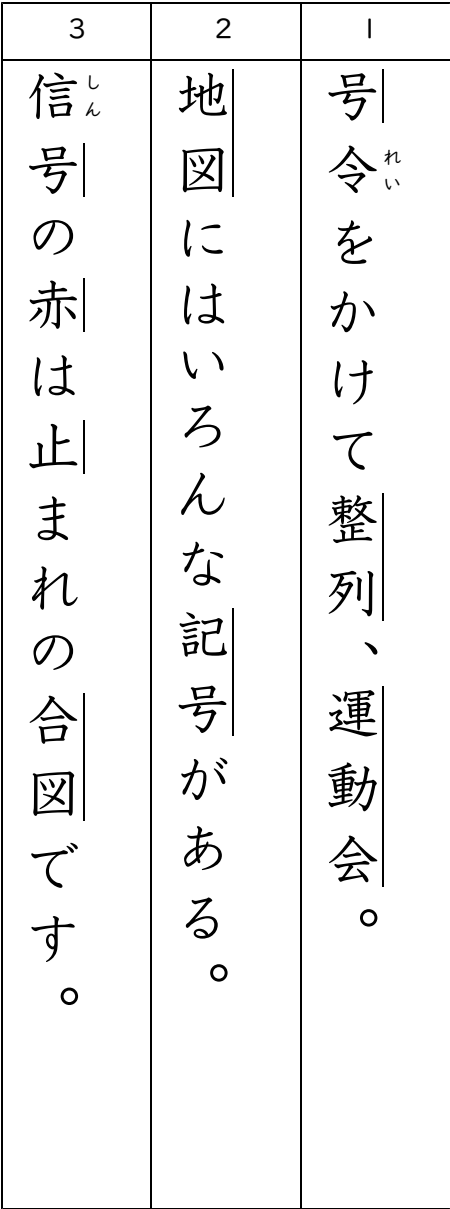 1
号令をかけて整列、運動会。
れい
2
地図にはいろんな記号がある。
3
信号の赤は止まれの合図です。
しん